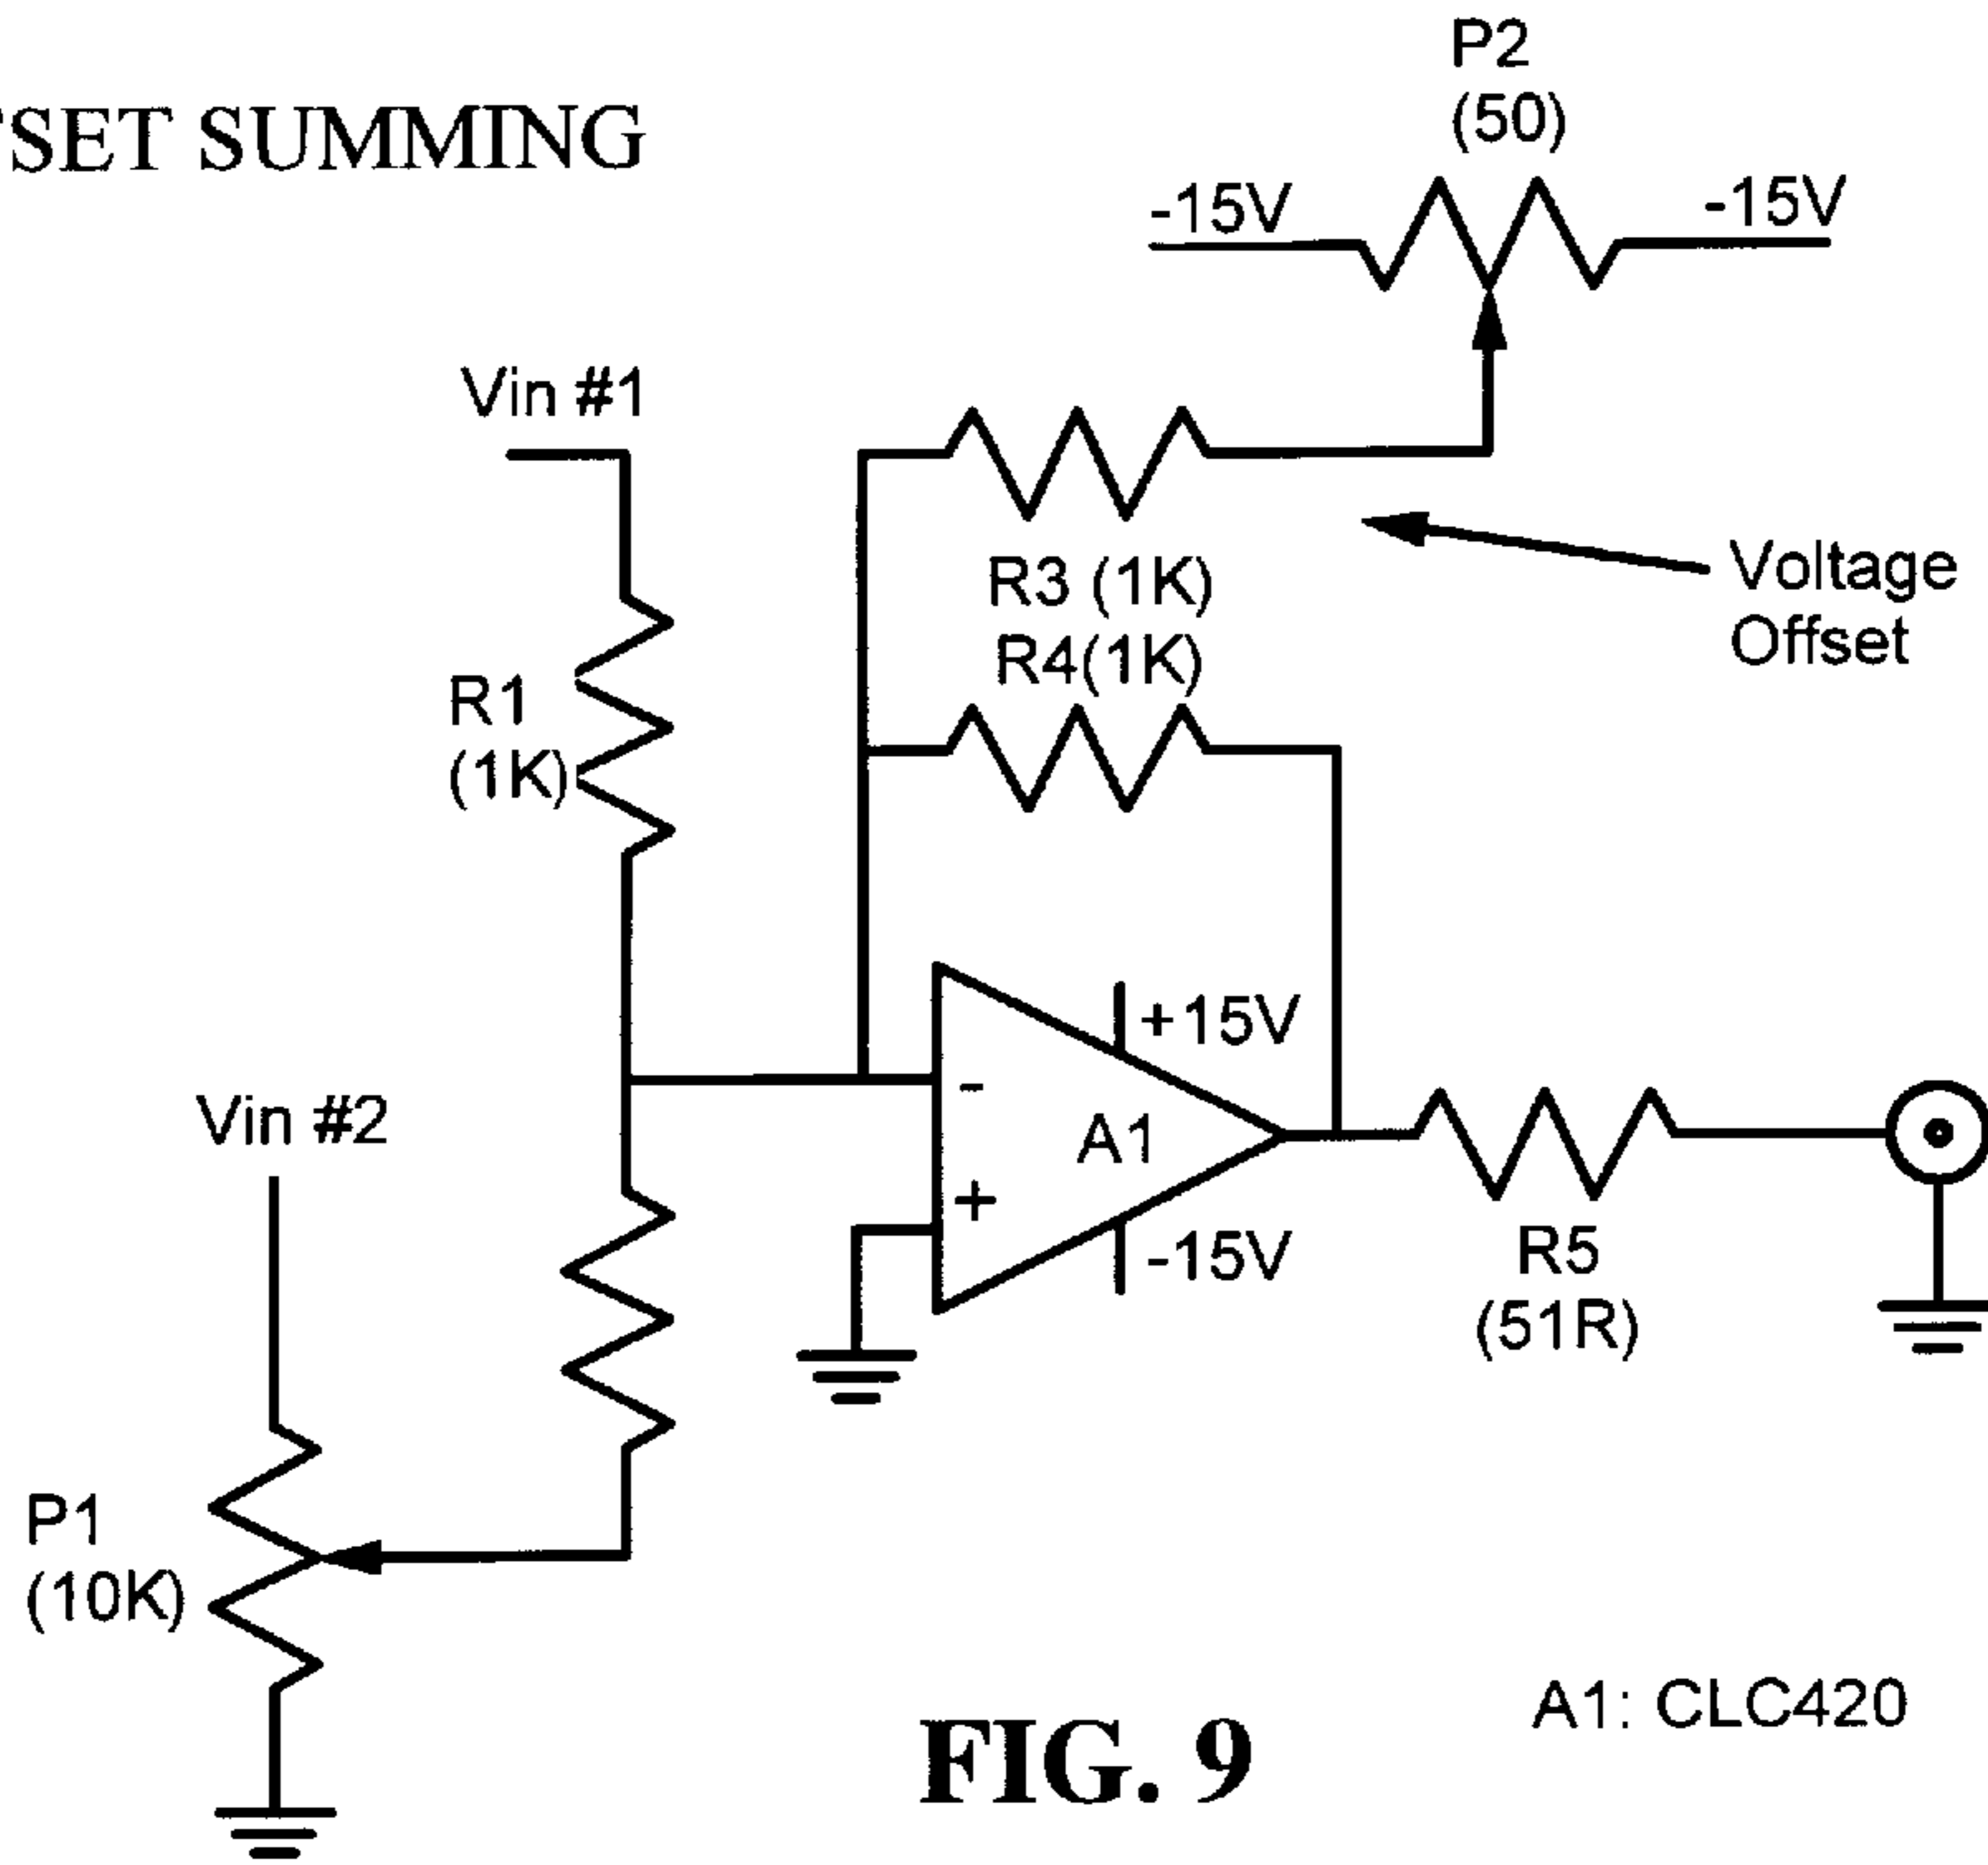 SET SUMMING
P2
(50)
-15V
-15V
Vin #1
R3 (1K)
R4(1K)
Voltage
Offset
R1
(1K)
+15V
-
A1
+
-15V
Vin #2
R5
(51R)
P1
(10K)
A1: CLC420
FIG. 9